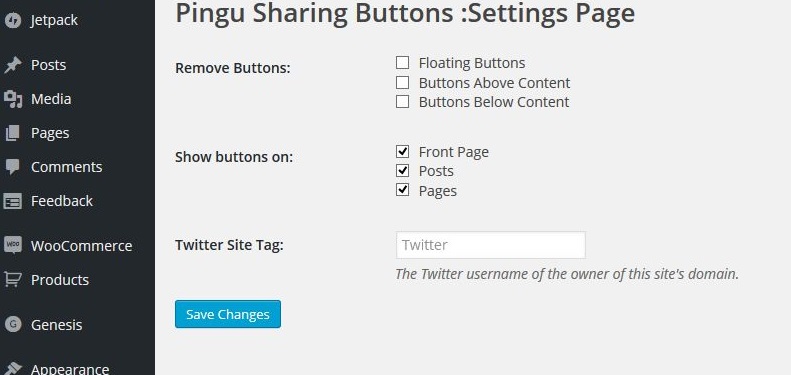 Pingu Sharing Buttons :Settings Page
Jetpack
Posts
Media
Pages
Comments
Feedback
WOO WooCommerce
Products
G Genesis
Appearance
Remove Buttons:
Floating Buttons
Buttons Above Content
Buttons Below Content
Show buttons on:
Front Page
Posts
Pages
Twitter Site Tag:
Twitter
The Twitter username of the owner of this site's domain.
Save Changes